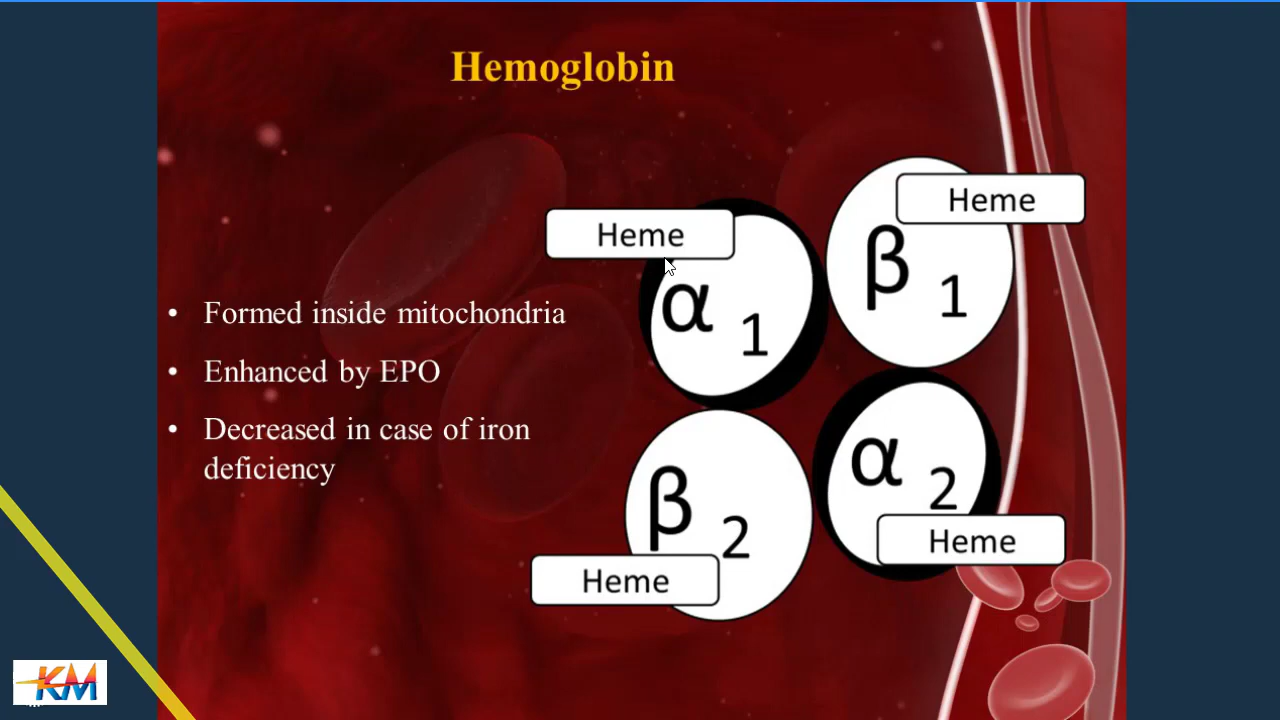 Hemoglobin
• Formed inside mitochondria
• Enhanced by EPO
• Decreased in case of iron
deficiency
Heme
α 1
Heme
β 1
β 2
Heme
α 2
Heme
KM